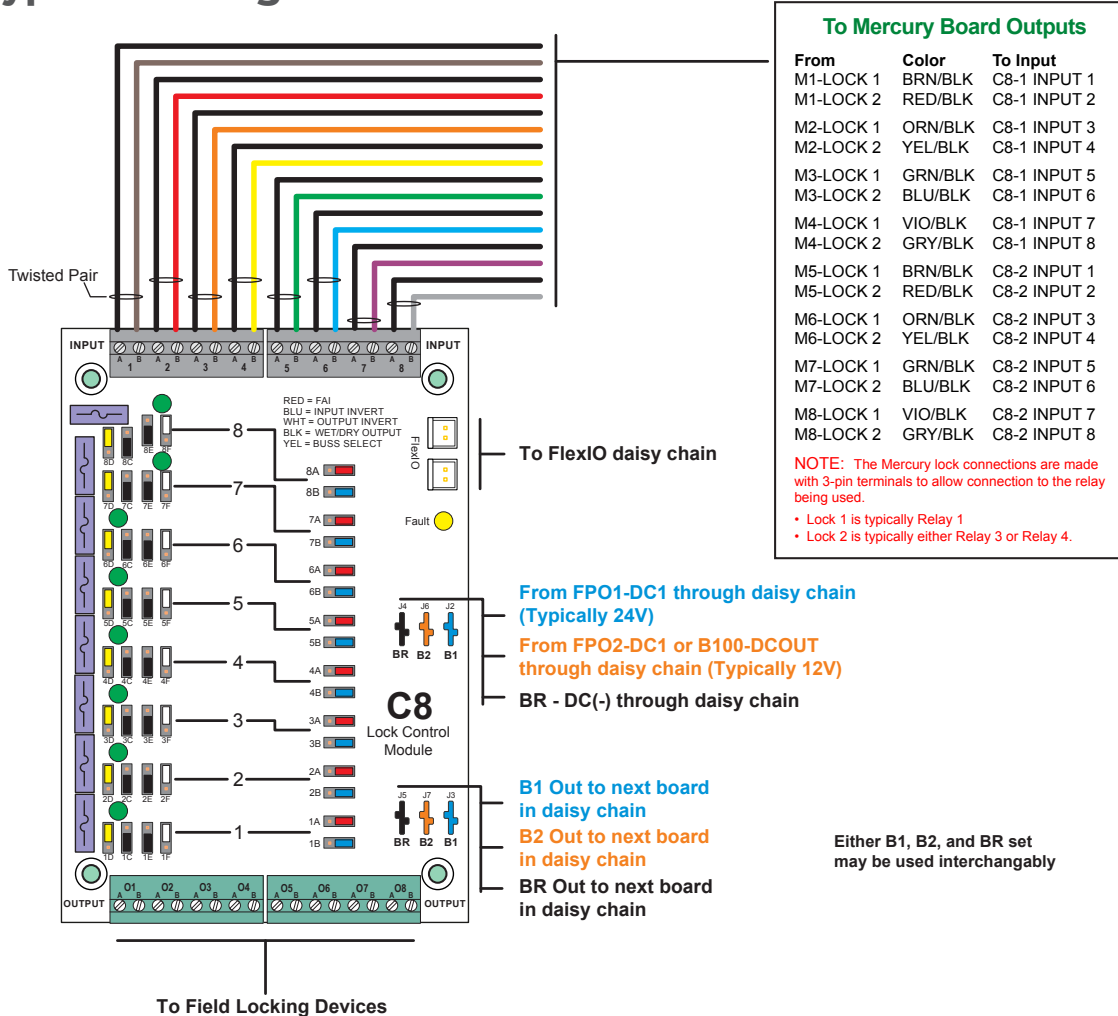 To Mercury Board Outputs
From Color To Input
M1-LOCK 1 BRN/BLK C8-1 INPUT 1
M1-LOCK 2 RED/BLK C8-1 INPUT 2
M2-LOCK 1 ORN/BLK C8-1 INPUT 3
M2-LOCK 2 YEL/BLK C8-1 INPUT 4
M3-LOCK 1 GRN/BLK C8-1 INPUT 5
M3-LOCK 2 BLU/BLK C8-1 INPUT 6
M4-LOCK 1 VIO/BLK C8-1 INPUT 7
M4-LOCK 2 GRY/BLK C8-1 INPUT 8
M5-LOCK 1 BRN/BLK C8-2 INPUT 1
M5-LOCK 2 RED/BLK C8-2 INPUT 2
M6-LOCK 1 ORN/BLK C8-2 INPUT 3
M6-LOCK 2 YEL/BLK C8-2 INPUT 4
M7-LOCK 1 GRN/BLK C8-2 INPUT 5
M7-LOCK 2 BLU/BLK C8-2 INPUT 6
M8-LOCK 1 VIO/BLK C8-2 INPUT 7
M8-LOCK 2 GRY/BLK C8-2 INPUT 8
NOTE: The Mercury lock connections are made
with 3-pin terminals to allow connection to the relay
being used.
• Lock 1 is typically Relay 1
• Lock 2 is typically either Relay 3 or Relay 4.
Twisted Pair
INPUT
A B A B A B A B A B A B A B A B
1 2 3 4 5 6 7 8
INPUT
RED = FAI
BLU = INPUT INVERT
WHT = OUTPUT INVERT
BLK = WET/DRY OUTPUT
YEL = BUSS SELECT
FlexIO
To FlexIO daisy chain
Fault
8
8D 8C 8E 8F
8A
8B
7
7D 7C 7E 7F
7A
7B
6
6D 6C 6E 6F
6A
6B
5
5D 5C 5E 5F
5A
5B
4
4D 4C 4E 4F
4A
4B
3
3D 3C 3E 3F
3A
3B
2
2D 2C 2E 2F
2A
2B
1
1D 1C 1E 1F
1A
1B
J4 J6 J2
BR B2 B1
From FPO1-DC1 through daisy chain
(Typically 24V)
From FPO2-DC1 or B100-DCOUT
through daisy chain (Typically 12V)
BR - DC(-) through daisy chain
C8
Lock Control
Module
J5 J7 J3
BR B2 B1
B1 Out to next board
in daisy chain
B2 Out to next board
in daisy chain
BR Out to next board
in daisy chain
Either B1, B2, and BR set
may be used interchangably
OUTPUT
O1 O2 O3 O4 O5 O6 O7 O8
A B A B A B A B A B A B A B A B
OUTPUT
To Field Locking Devices